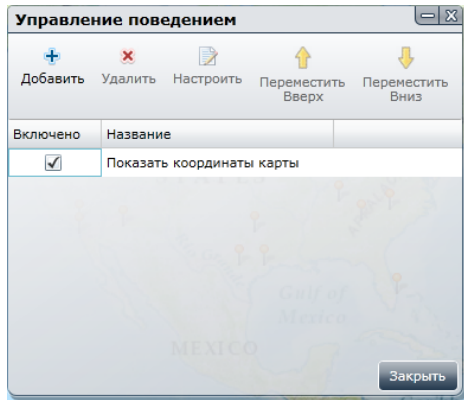 Управление поведением
Добавить
Удалить
Настроить
Переместить
Вверх
Переместить
Вниз
Включено Название
Показать координаты карты
Gulf of
Mexico
MEXICO
Закрыть